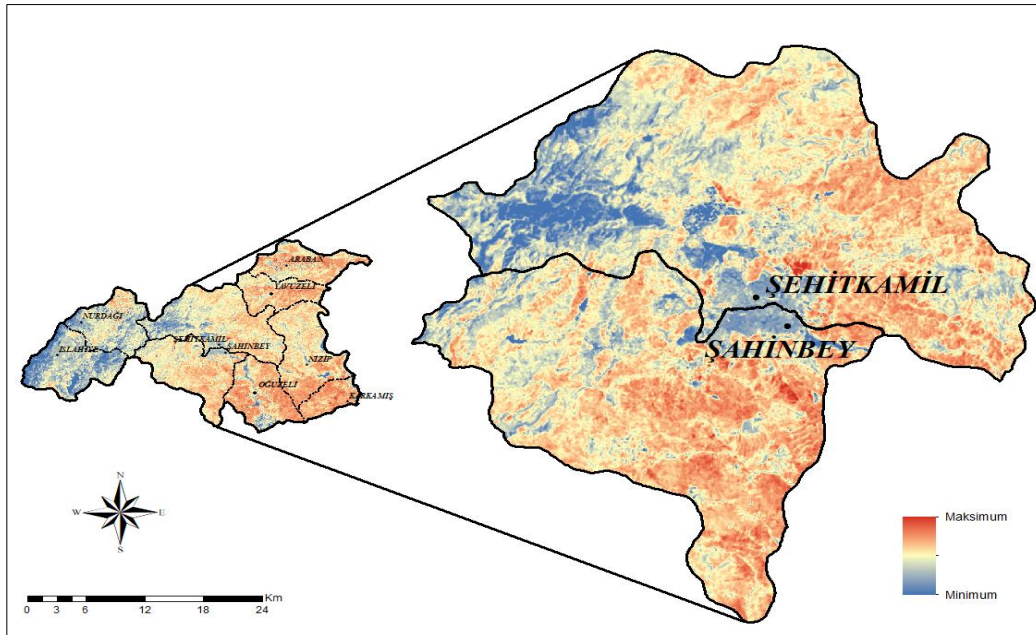 ARABAN
YAVUZELİ
NURDAĞI
İSLAHİYE
ŞEHİTKAMİL
ŞAHİNBEY
NİZİP
OĞUZELİ
KARKAMIŞ
ŞEHİTKAMİL
ŞAHİNBEY
N
W E
S
Maksimum
Minimum
0 3 6 12 18 24 Km